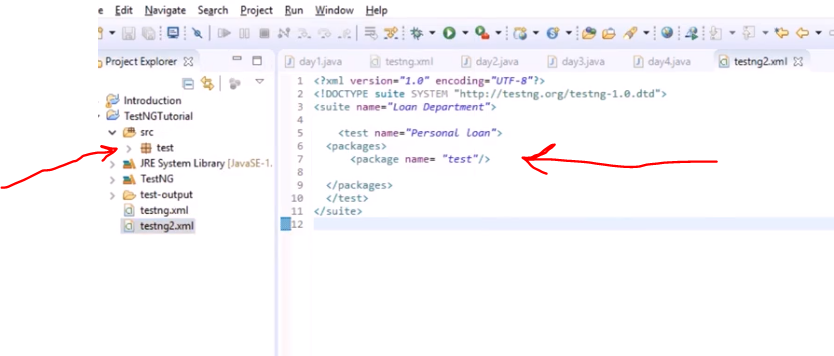 File Edit Navigate Search Project Run Window Help
Project Explorer
day1.java testng.xml day2.java day3.java day4.java testng2.xml
Introduction
TestNGTutorial
src
test
JRE System Library [JavaSE-1.
TestNG
test-output
testng.xml
testng2.xml
1 <?xml version="1.0" encoding="UTF-8"?>
2 <!DOCTYPE suite SYSTEM "http://testng.org/testng-1.0.dtd">
3 <suite name="Loan Department">
4
5 <test name="Personal loan">
6 <packages>
7 <package name= "test"/>
8
9 </packages>
10 </test>
11 </suite>
12